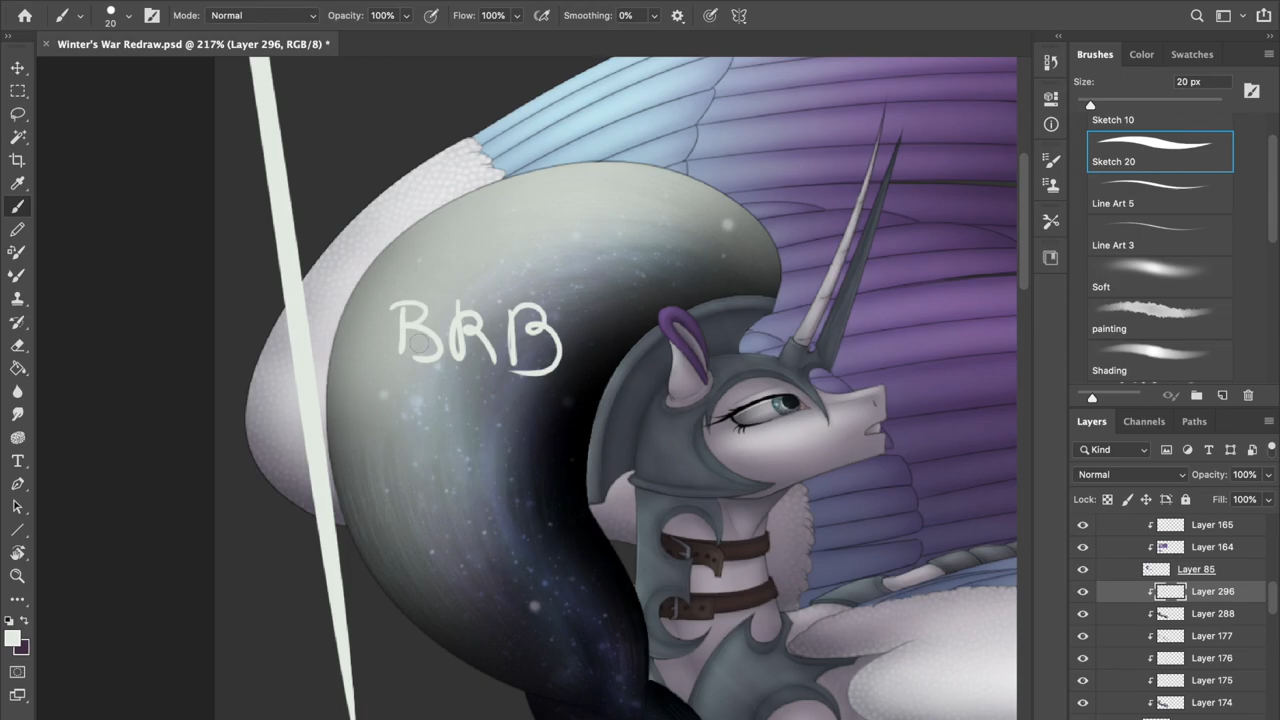 Mode: Normal Opacity: 100% Flow: 100% Smoothing: 0%
20
Winter's War Redraw.psd @ 217% (Layer 296, RGB/8) *
Brushes Color Swatches
Size: 20 px
Sketch 10
Sketch 20
Line Art 5
Line Art 3
Soft
painting
Shading
BRB
Layers Channels Paths
Kind
Normal Opacity: 100%
Lock: Fill: 100%
Layer 165
Layer 164
Layer 85
Layer 296
Layer 288
Layer 177
Layer 176
Layer 175
Layer 174